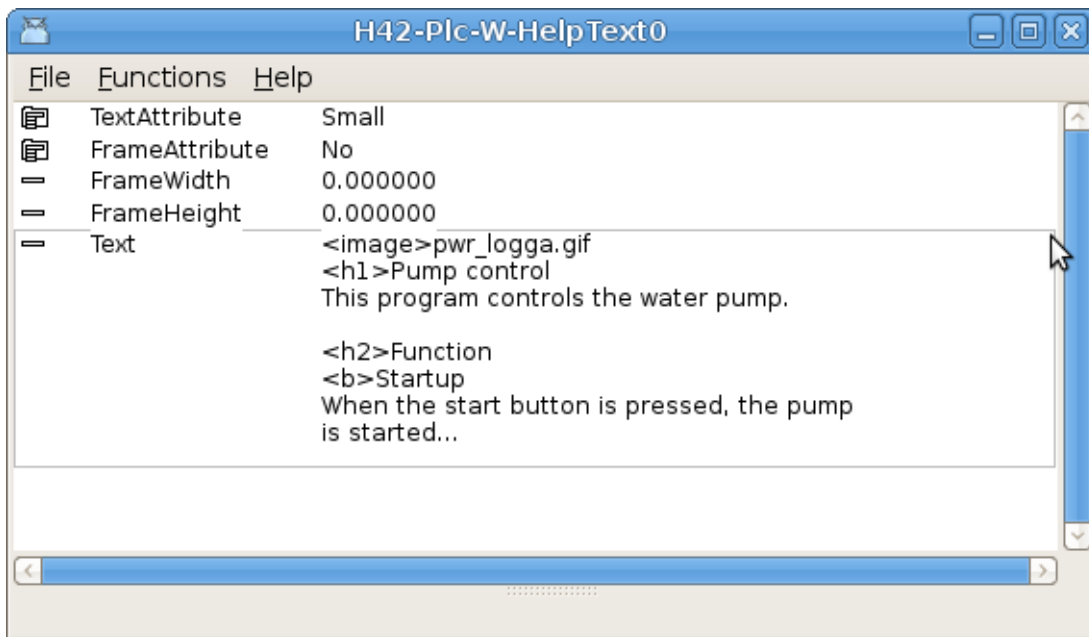 H42-Plc-W-HelpText0
File Functions Help
TextAttribute Small
FrameAttribute No
FrameWidth 0.000000
FrameHeight 0.000000
Text <image>pwr_logga.gif
<h1>Pump control
This program controls the water pump.
<h2>Function
<b>Startup
When the start button is pressed, the pump
is started...